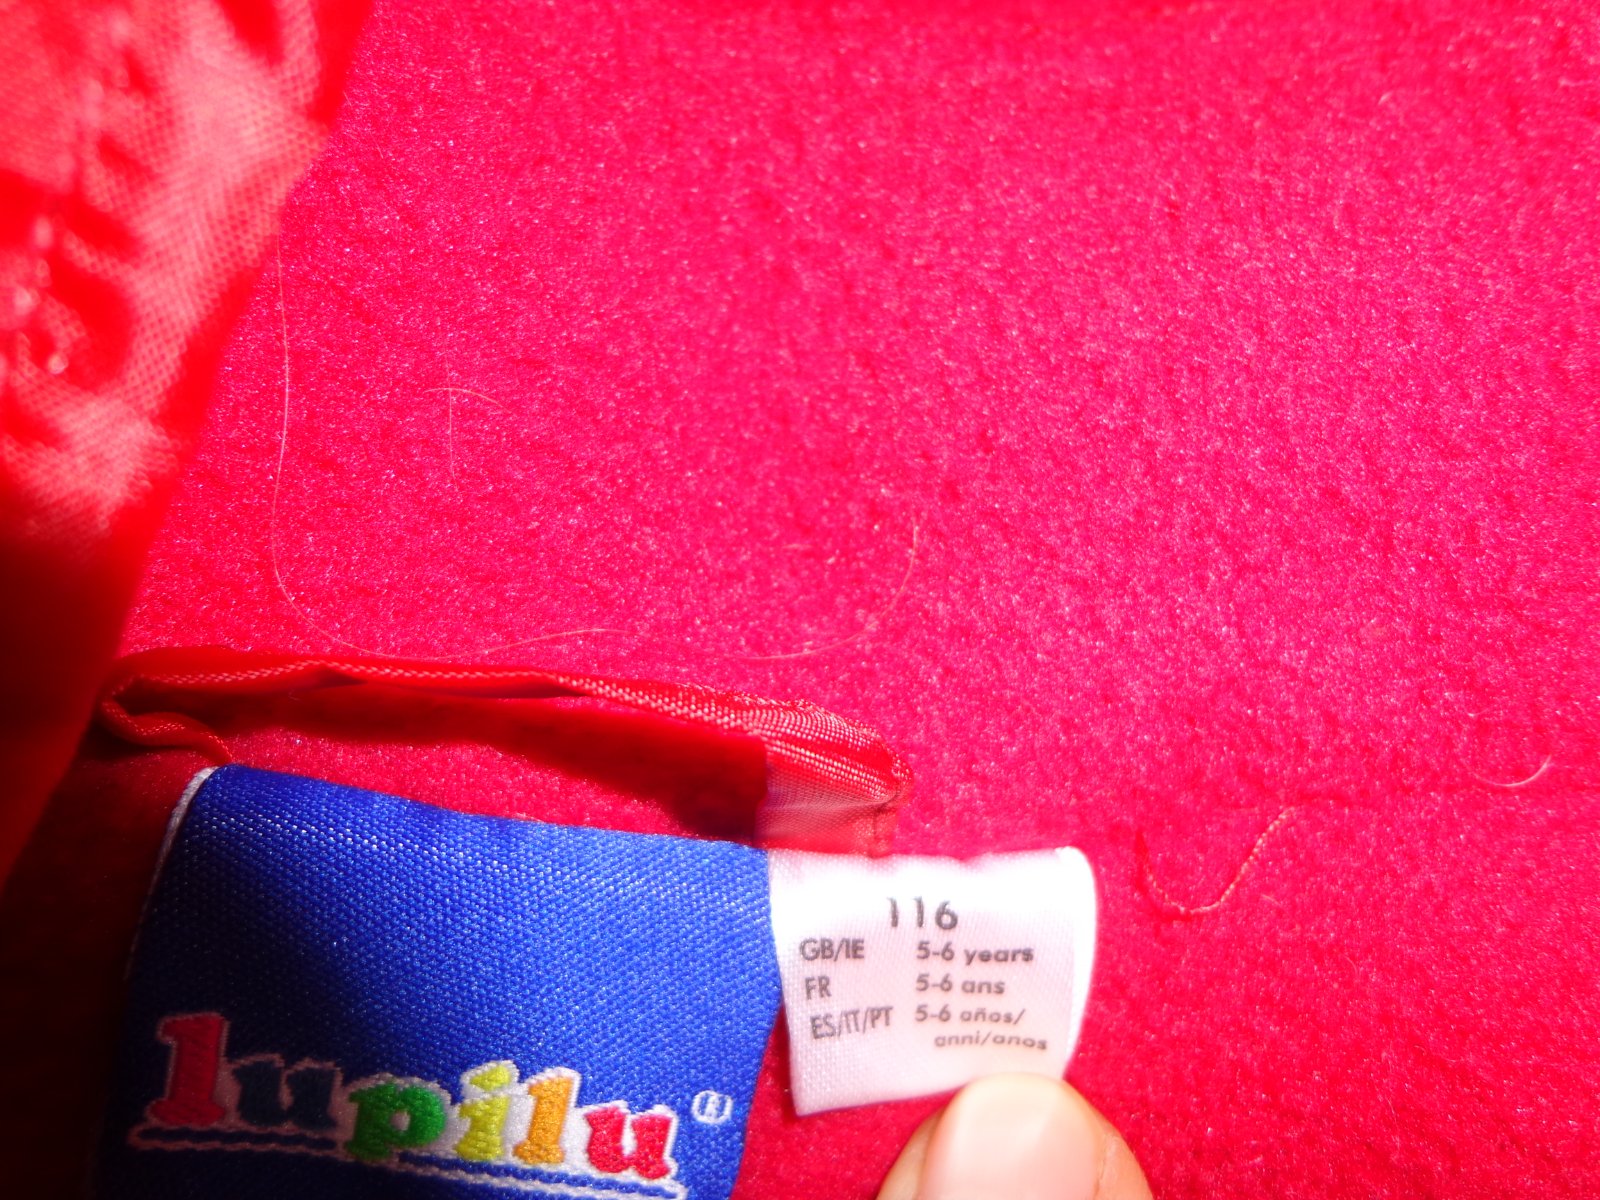 116
GB/IE 5-6 years
FR 5-6 ans
ES/IT/PT 5-6 años/
anni/anos
lupilu ®